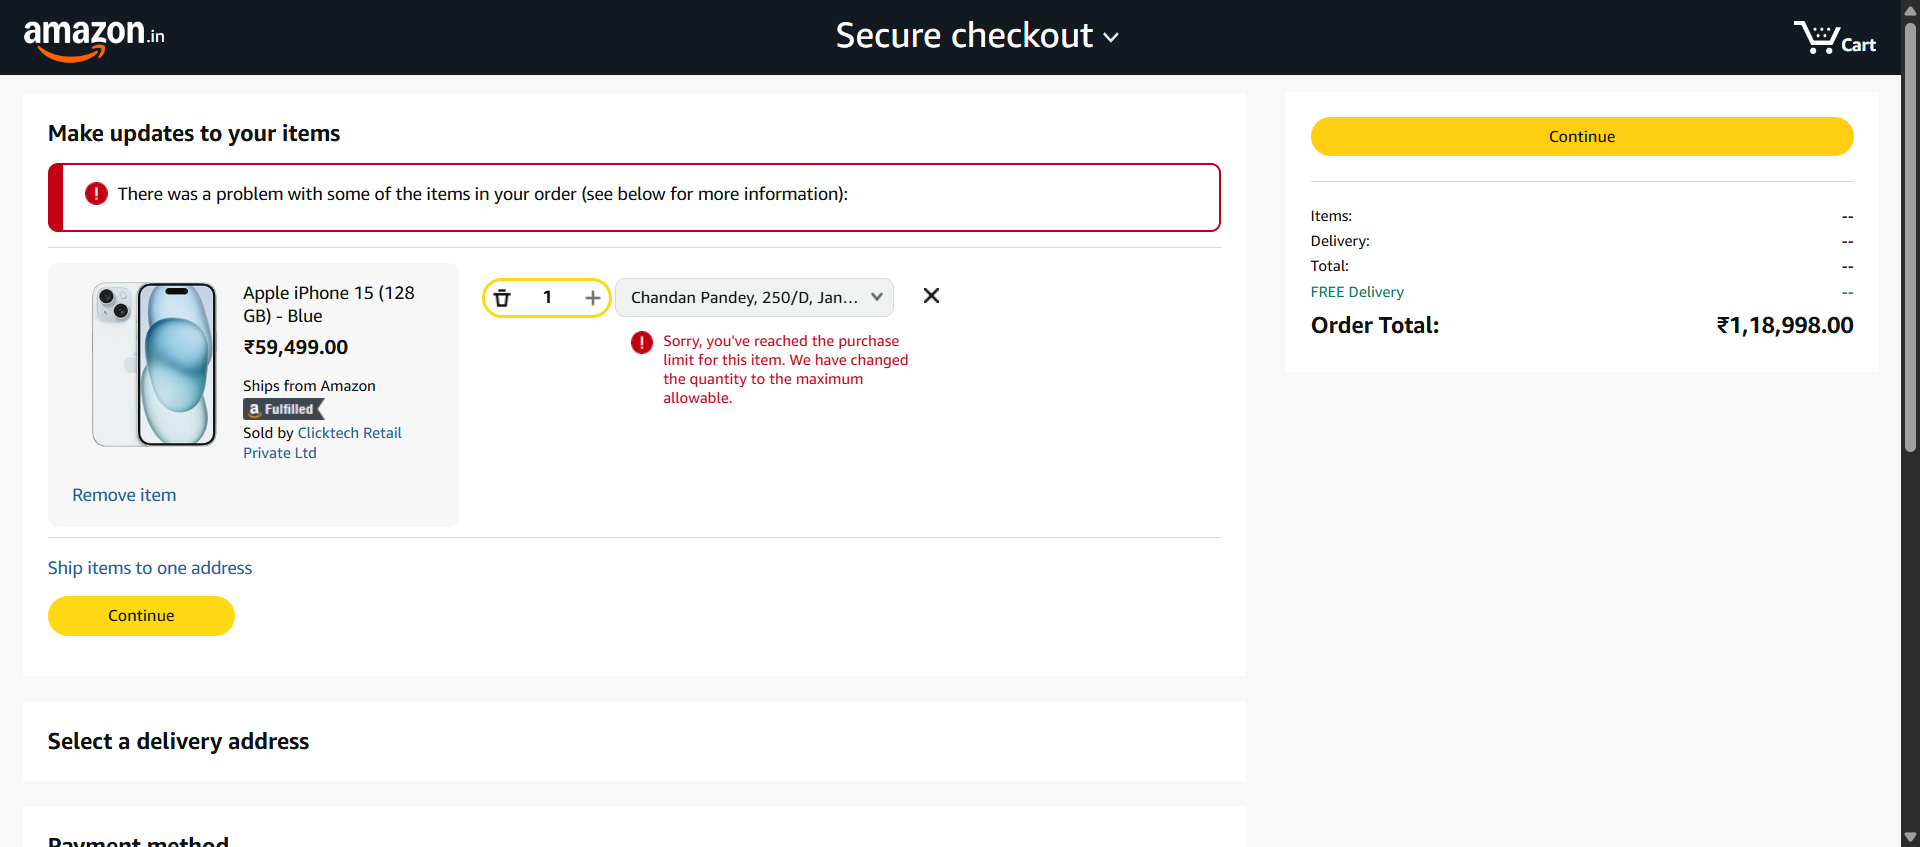 amazon.in
Secure checkout
Cart
Make updates to your items
There was a problem with some of the items in your order (see below for more information):
Apple iPhone 15 (128
GB) - Blue
₹59,499.00
Ships from Amazon
a Fulfilled
Sold by Clicktech Retail
Private Ltd
Remove item
1
Chandan Pandey, 250/D, Jan...
Sorry, you've reached the purchase
limit for this item. We have changed
the quantity to the maximum
allowable.
Ship items to one address
Continue
Select a delivery address
Payment method
Continue
Items: --
Delivery: --
Total: --
FREE Delivery --
Order Total: ₹1,18,998.00